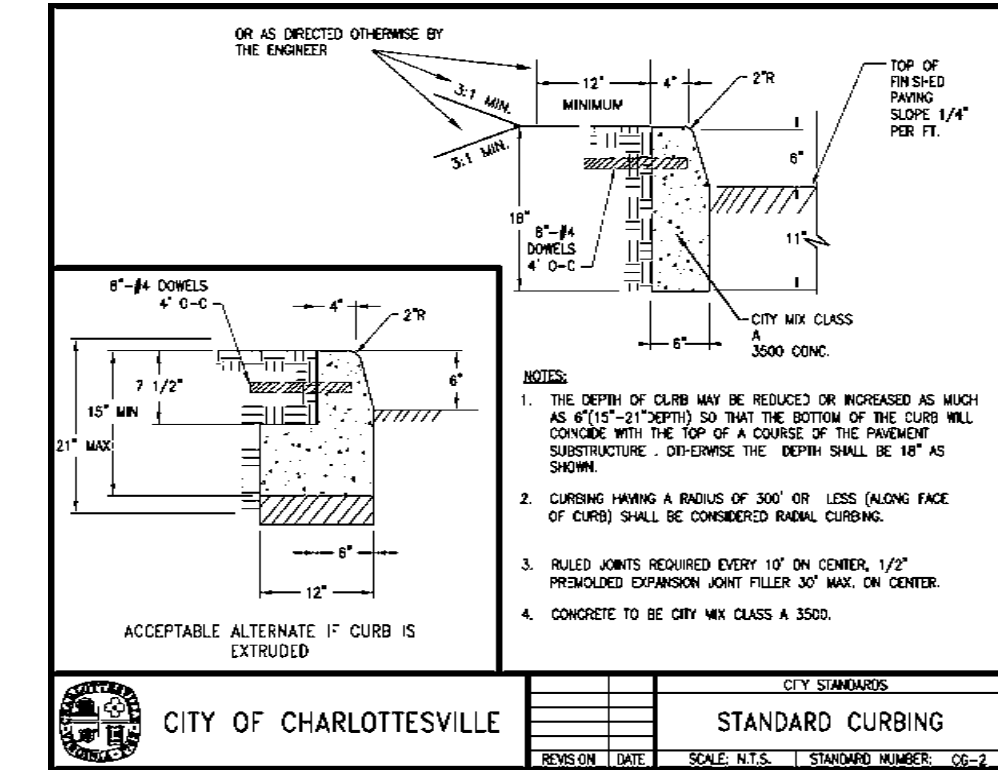 OR AS DIRECTED OTHERWISE BY
THE ENGINEER
3:1 MIN.
3:1 MIN.
12"
MINIMUM
4"
2"R
TOP OF
FINISHED
PAVING
SLOPE 1/4"
PER FT.
6"
18"
8"-#4
DOWELS
4' O-C
11"
6"
CITY MIX CLASS
A
3500 CONC.
8"-#4 DOWELS
4' O-C
4"
2"R
7 1/2"
6"
15" MIN
21" MAX
6"
12"
ACCEPTABLE ALTERNATE IF CURB IS
EXTRUDED
NOTES:
1. THE DEPTH OF CURB MAY BE REDUCED OR INCREASED AS MUCH
AS 6"(15"-21"DEPTH) SO THAT THE BOTTOM OF THE CURB WILL
COINCIDE WITH THE TOP OF A COURSE OF THE PAVEMENT
SUBSTRUCTURE . OTHERWISE THE DEPTH SHALL BE 18" AS
SHOWN.
2. CURBING HAVING A RADIUS OF 300' OR LESS (ALONG FACE
OF CURB) SHALL BE CONSIDERED RADIAL CURBING.
3. RULED JOINTS REQUIRED EVERY 10' ON CENTER, 1/2"
PREMOLDED EXPANSION JOINT FILLER 30' MAX. ON CENTER.
4. CONCRETE TO BE CITY MIX CLASS A 3500.
CITY OF CHARLOTTESVILLE
REVISION DATE
CITY STANDARDS
STANDARD CURBING
SCALE: N.T.S. STANDARD NUMBER: CG-2